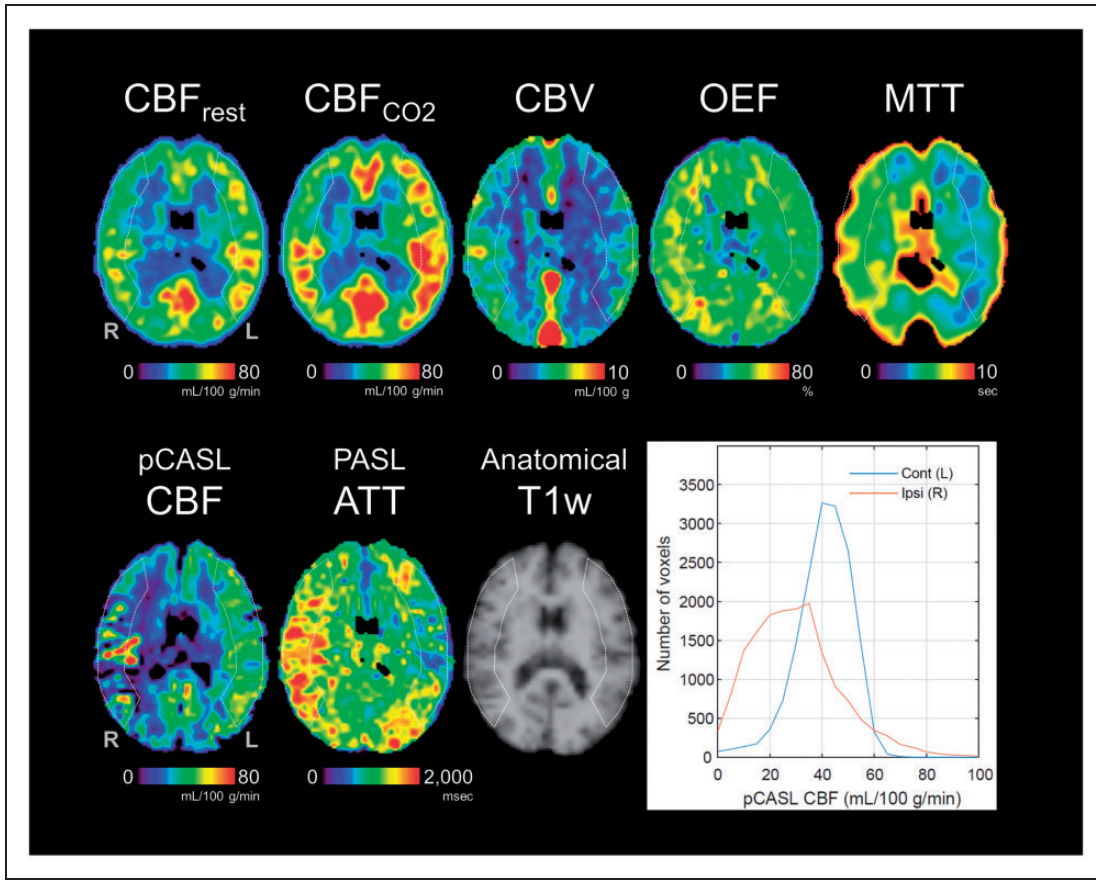 CBFrest CBFCO2 CBV OEF MTT
R L
0 80 0 80 0 10 0 80 0 10
mL/100 g/min mL/100 g/min mL/100 g % sec
pCASL PASL Anatomical
CBF ATT T1w
R L
0 80 0 2,000
mL/100 g/min msec
Cont (L)
Ipsi (R)
3500
3000
2500
2000
1500
1000
500
0
Number of voxels
0 20 40 60 80 100
pCASL CBF (mL/100 g/min)